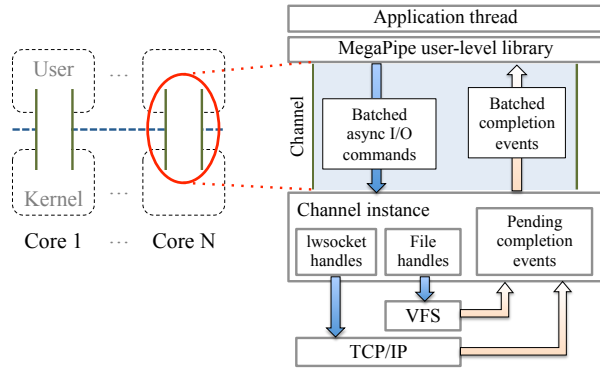 User
...
Kernel
...
Core 1
...
Core N
Application thread
MegaPipe user-level library
Channel
Batched
async I/O
commands
Batched
completion
events
Channel instance
lwsocket
handles
File
handles
Pending
completion
events
VFS
TCP/IP